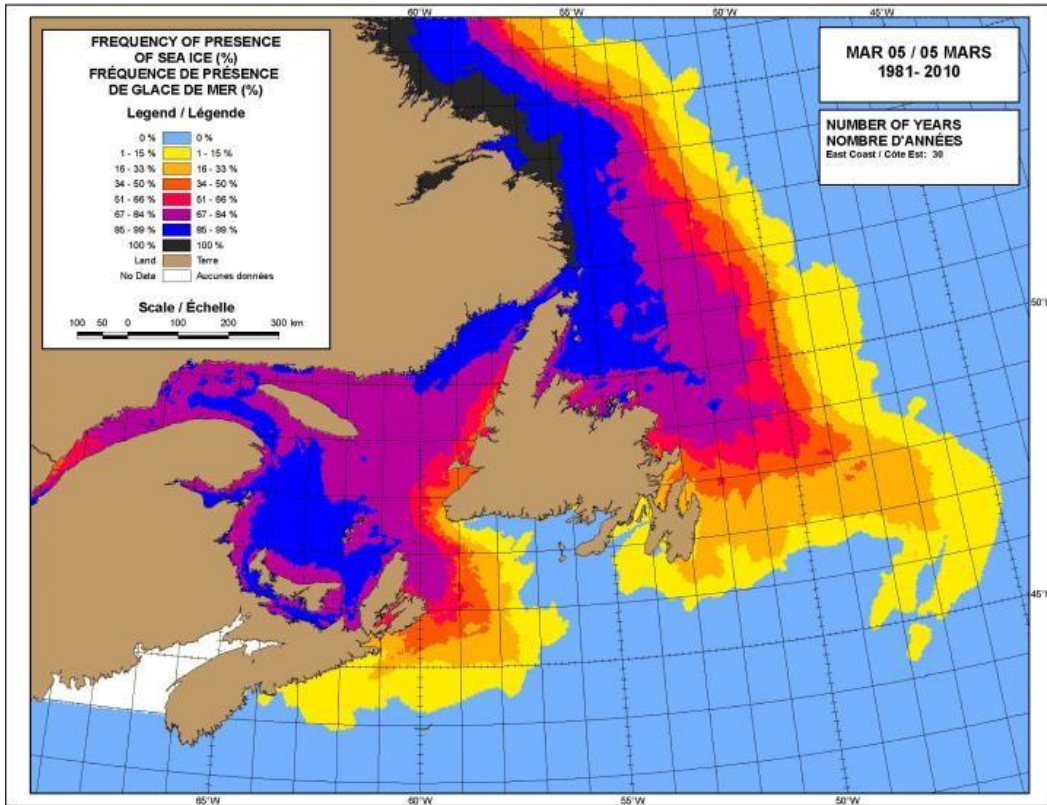 60°W
55°W
50°W
45°W
FREQUENCY OF PRESENCE
OF SEA ICE (%)
FRÉQUENCE DE PRÉSENCE
DE GLACE DE MER (%)
Legend / Légende
0 % 0 %
1 - 15 % 1 - 15 %
16 - 33 % 16 - 33 %
34 - 50 % 34 - 50 %
51 - 66 % 51 - 66 %
67 - 84 % 67 - 84 %
85 - 99 % 85 - 99 %
100 % 100 %
Land Terre
No Data Aucunes données
Scale / Échelle
100 50 0 100 200 300 km
MAR 05 / 05 MARS
1981- 2010
NUMBER OF YEARS
NOMBRE D'ANNÉES
East Coast / Côte Est: 30
50°N
45°N
65°W
60°W
55°W
50°W